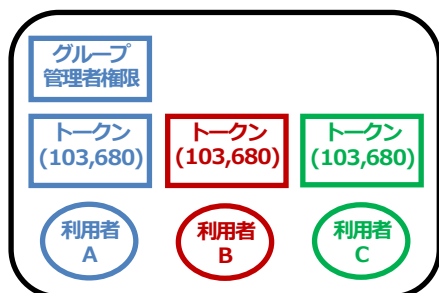 グループ
管理者権限
トークン
(103,680)
トークン
(103,680)
トークン
(103,680)
利用者
A
利用者
B
利用者
C